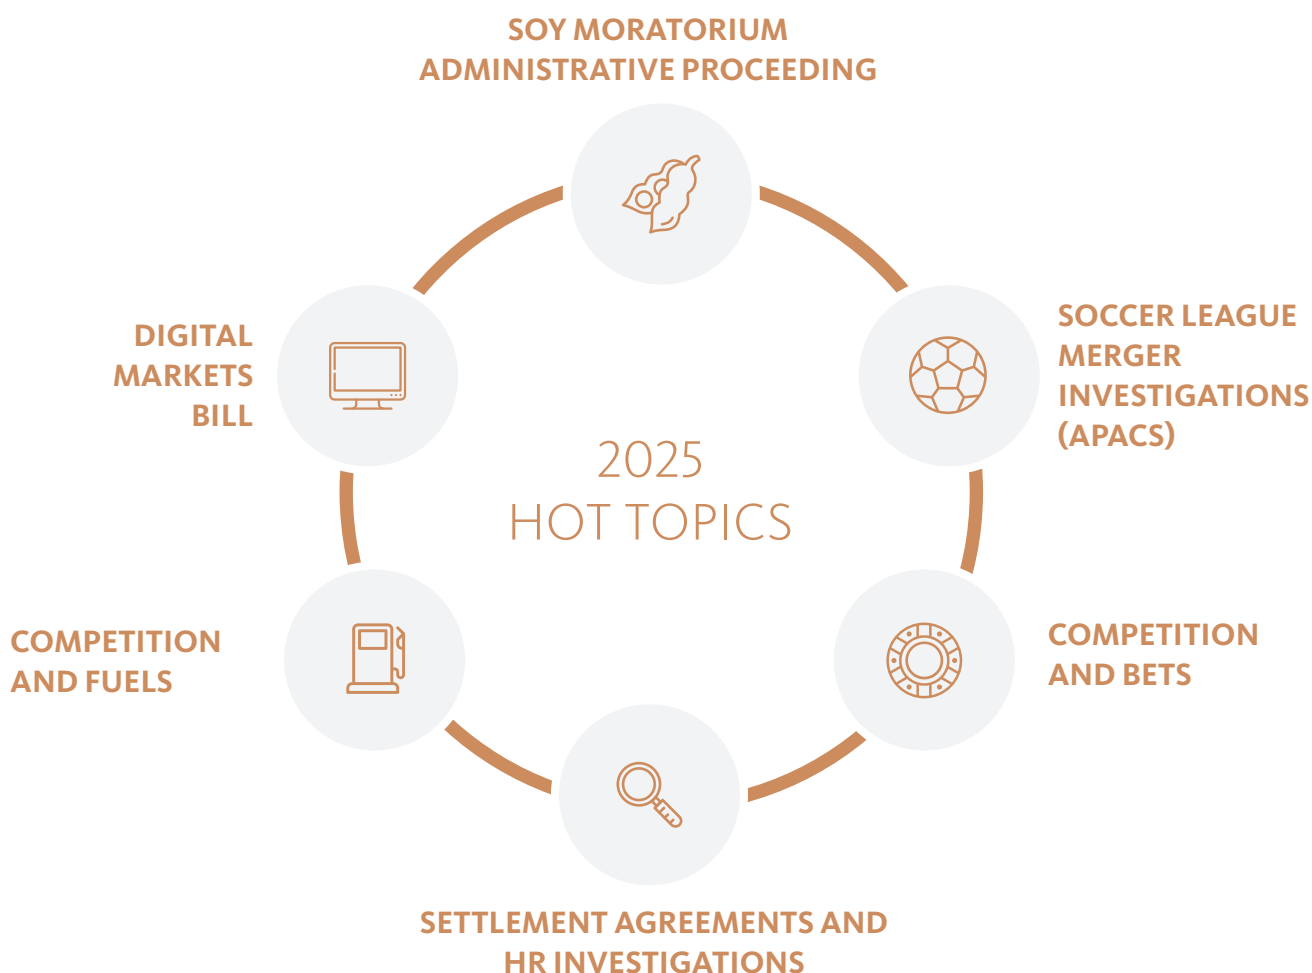 SOY MORATORIUM
ADMINISTRATIVE PROCEEDING
SOCCER LEAGUE
MERGER
INVESTIGATIONS
(APACS)
DIGITAL
MARKETS
BILL
2025
HOT TOPICS
COMPETITION
AND BETS
COMPETITION
AND FUELS
SETTLEMENT AGREEMENTS AND
HR INVESTIGATIONS